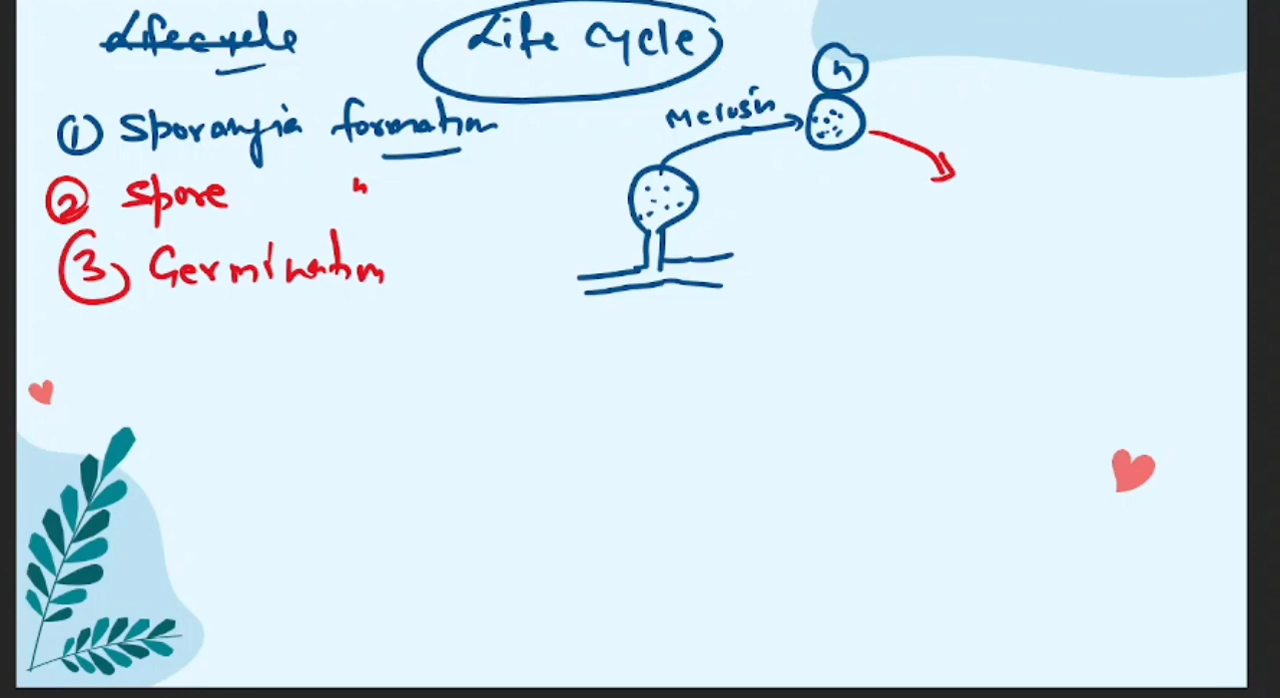 Lifecycle
Life cycle
① Sporangia formation
② Spore "
③ Germination
Meiosis
n